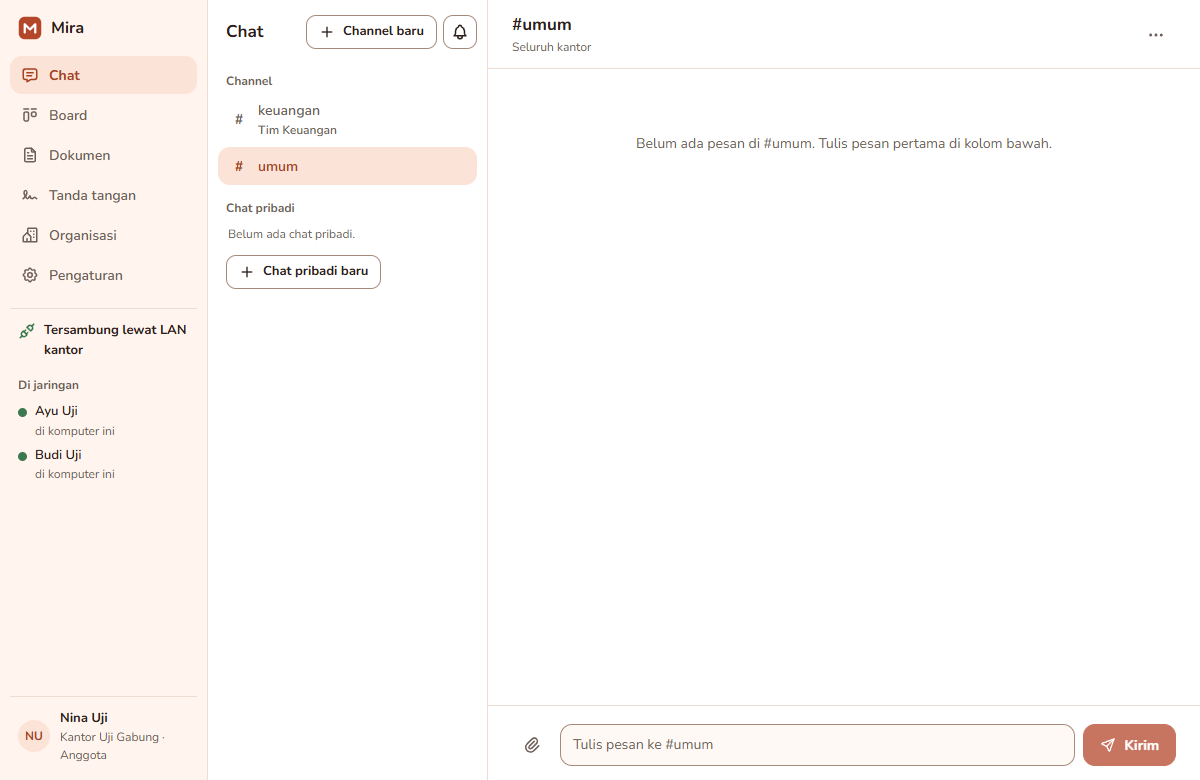 Mira
Chat
Board
Dokumen
Tanda tangan
Organisasi
Pengaturan
Tersambung lewat LAN
kantor
Di jaringan
Ayu Uji
di komputer ini
Budi Uji
di komputer ini
NU
Nina Uji
Kantor Uji Gabung ·
Anggota
Chat
Channel baru
Channel
# keuangan
Tim Keuangan
# umum
Chat pribadi
Belum ada chat pribadi.
Chat pribadi baru
#umum
Seluruh kantor
Belum ada pesan di #umum. Tulis pesan pertama di kolom bawah.
Tulis pesan ke #umum
Kirim